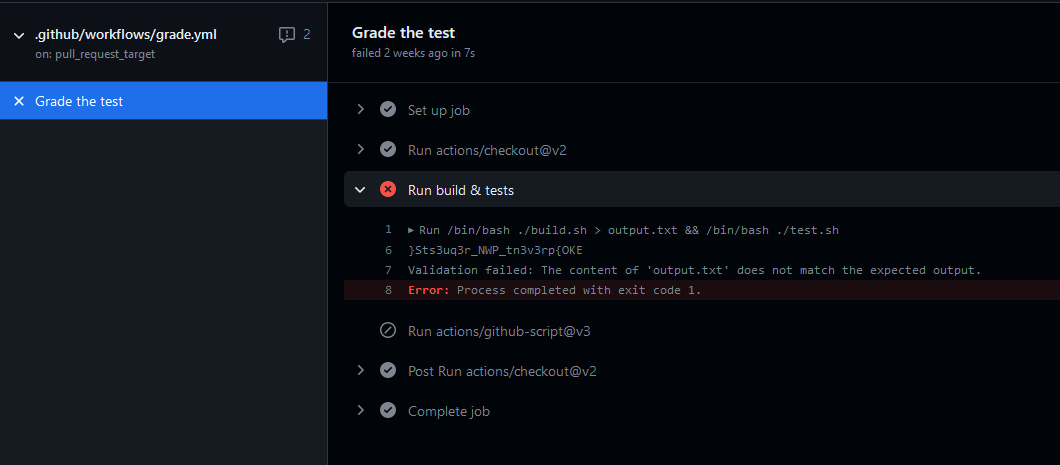 .github/workflows/grade.yml 2
on: pull_request_target
Grade the test
Grade the test
failed 2 weeks ago in 7s
Set up job
Run actions/checkout@v2
Run build & tests
1 Run /bin/bash ./build.sh > output.txt && /bin/bash ./test.sh
6 }Sts3uq3r_NWP_tn3v3rp{OKE
7 Validation failed: The content of 'output.txt' does not match the expected output.
8 Error: Process completed with exit code 1.
Run actions/github-script@v3
Post Run actions/checkout@v2
Complete job